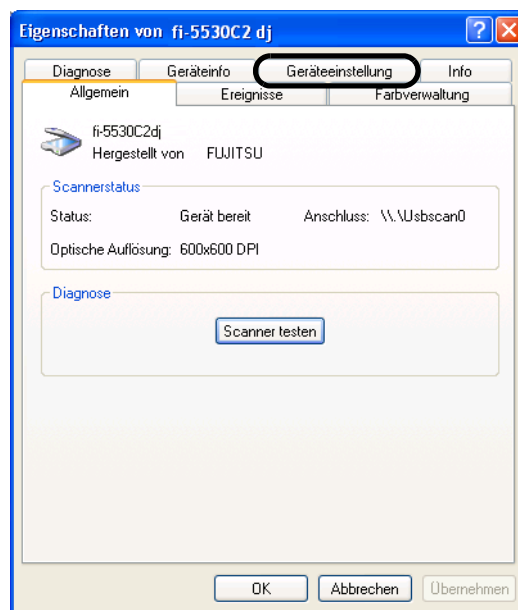 Eigenschaften von fi-5530C2 dj
Diagnose Geräteinfo Geräteeinstellung Info
Allgemein Ereignisse Farbverwaltung
fi-5530C2dj
Hergestellt von FUJITSU
Scannerstatus
Status: Gerät bereit Anschluss: \\.\Usbscan0
Optische Auflösung: 600x600 DPI
Diagnose
Scanner testen
OK Abbrechen Übernehmen